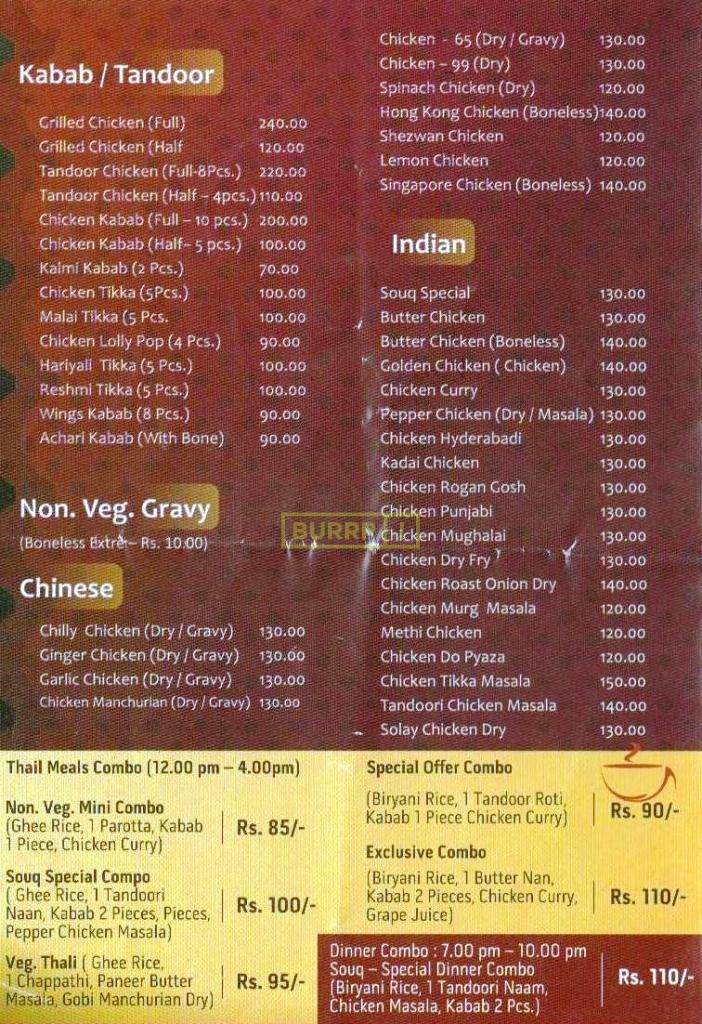 Kabab / Tandoor
Grilled Chicken (Full) 240.00
Grilled Chicken (Half 120.00
Tandoor Chicken (Full-8Pcs.) 220.00
Tandoor Chicken (Half – 4pcs.) 110.00
Chicken Kabab (Full – 10 pcs.) 200.00
Chicken Kabab (Half– 5 pcs.) 100.00
Kalmi Kabab (2 Pcs.) 70.00
Chicken Tikka (5Pcs.) 100.00
Malai Tikka (5 Pcs. 100.00
Chicken Lolly Pop (4 Pcs.) 90.00
Hariyali Tikka (5 Pcs.) 100.00
Reshmi Tikka (5 Pcs.) 100.00
Wings Kabab (8 Pcs.) 90.00
Achari Kabab (With Bone) 90.00
Non. Veg. Gravy
(Boneless Extre – Rs. 10:00)
Chinese
Chilly Chicken (Dry / Gravy) 130.00
Ginger Chicken (Dry / Gravy) 130.00
Garlic Chicken (Dry / Gravy) 130.00
Chicken Manchurian (Dry / Gravy) 130.00
Chicken - 65 (Dry / Gravy) 130.00
Chicken – 99 (Dry) 130.00
Spinach Chicken (Dry) 120.00
Hong Kong Chicken (Boneless) 140.00
Shezwan Chicken 120.00
Lemon Chicken 120.00
Singapore Chicken (Boneless) 140.00
Indian
Souq Special 130.00
Butter Chicken 130.00
Butter Chicken (Boneless) 140.00
Golden Chicken ( Chicken) 140.00
Chicken Curry 130.00
Pepper Chicken (Dry / Masala) 130.00
Chicken Hyderabadi 130.00
Kadai Chicken 130.00
Chicken Rogan Gosh 130.00
Chicken Punjabi 130.00
Chicken Mughalai 130.00
Chicken Dry Fry 130.00
Chicken Roast Onion Dry 140.00
Chicken Murg Masala 120.00
Methi Chicken 120.00
Chicken Do Pyaza 120.00
Chicken Tikka Masala 150.00
Tandoori Chicken Masala 140.00
Solay Chicken Dry 130.00
Thail Meals Combo (12.00 pm – 4.00pm)
Non. Veg. Mini Combo
(Ghee Rice, 1 Parotta, Kabab
1 Piece, Chicken Curry)
Rs. 85/-
Souq Special Compo
( Ghee Rice, 1 Tandoori
Naan, Kabab 2 Pieces, Pieces,
Pepper Chicken Masala)
Rs. 100/-
Veg. Thali ( Ghee Rice,
1 Chappathi, Paneer Butter
Masala, Gobi Manchurian Dry)
Rs. 95/-
Special Offer Combo
(Biryani Rice, 1 Tandoor Roti,
Kabab 1 Piece Chicken Curry)
Rs. 90/-
Exclusive Combo
(Biryani Rice, 1 Butter Nan,
Kabab 2 Pieces, Chicken Curry,
Grape Juice)
Rs. 110/-
Dinner Combo : 7.00 pm – 10.00 pm
Souq – Special Dinner Combo
(Biryani Rice, 1 Tandoori Naam,
Chicken Masala, Kabab 2 Pcs.)
Rs. 110/-